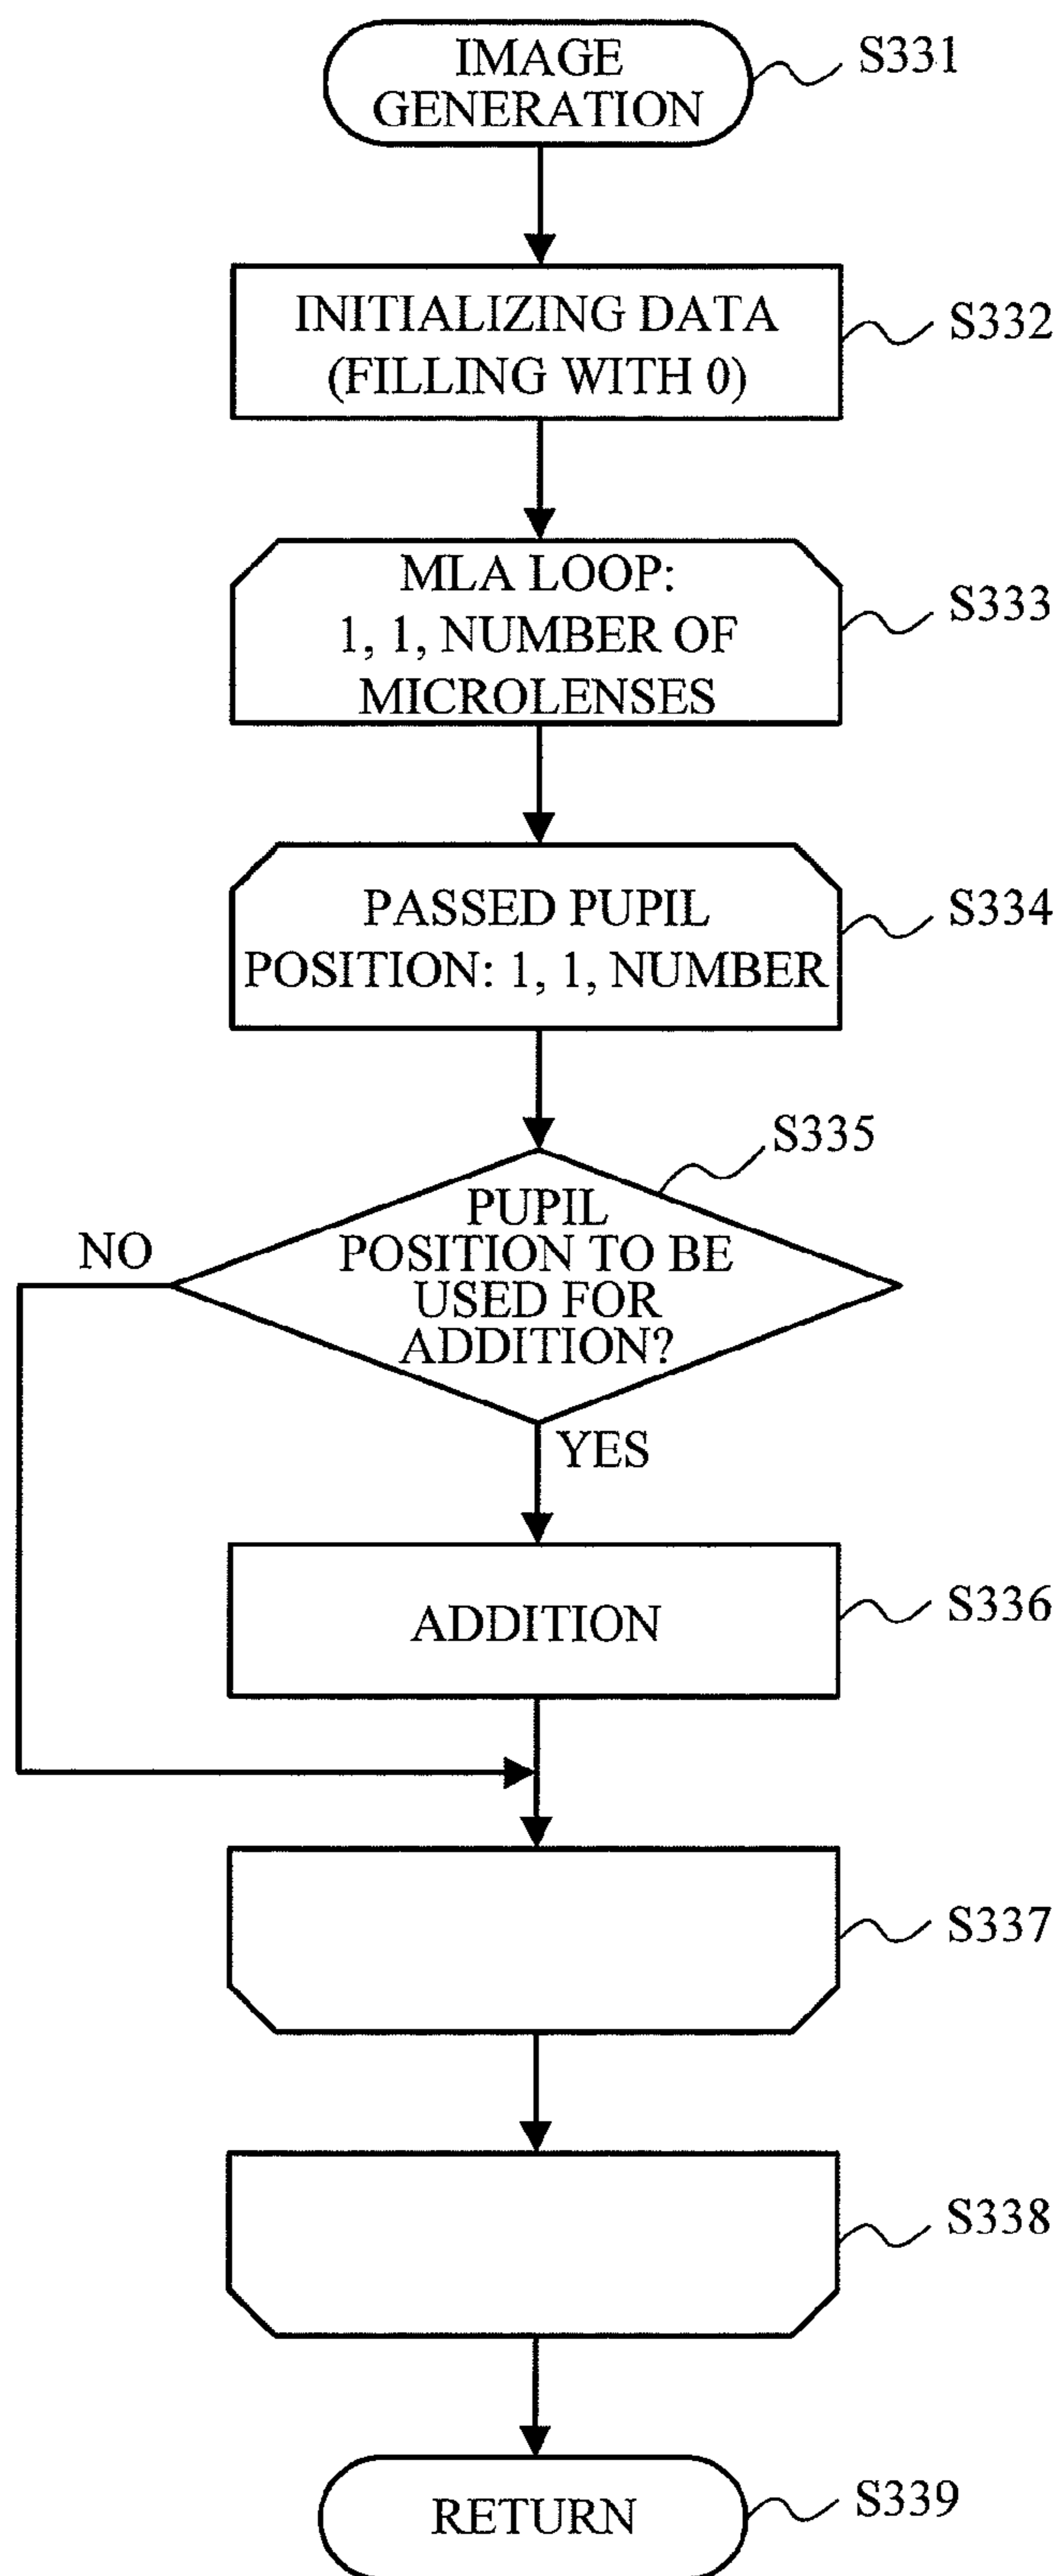 IMAGE
GENERATION
S331
INITIALIZING DATA
(FILLING WITH 0)
S332
MLA LOOP:
1, 1, NUMBER OF
MICROLENSES
S333
PASSED PUPIL
POSITION: 1, 1, NUMBER
S334
S335
PUPIL
POSITION TO BE
USED FOR
ADDITION?
NO
YES
ADDITION
S336
S337
S338
RETURN
S339